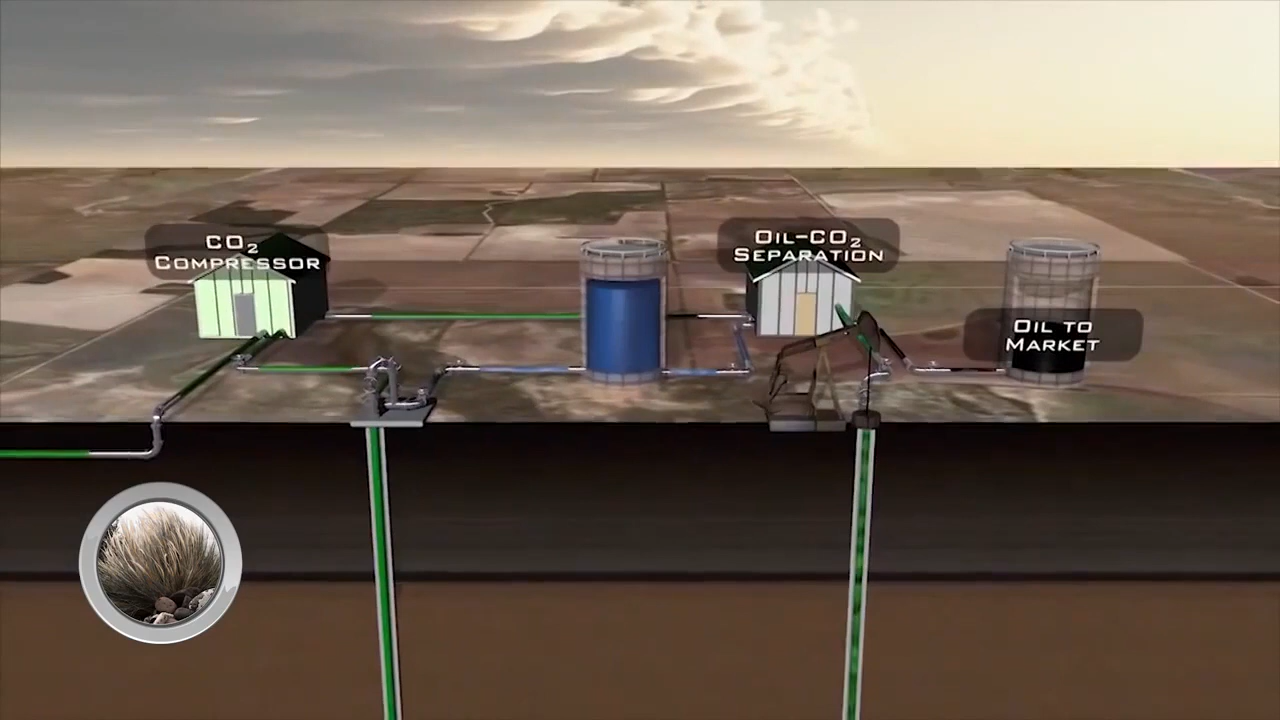 CO₂
COMPRESSOR
OIL-CO₂
SEPARATION
OIL TO
MARKET